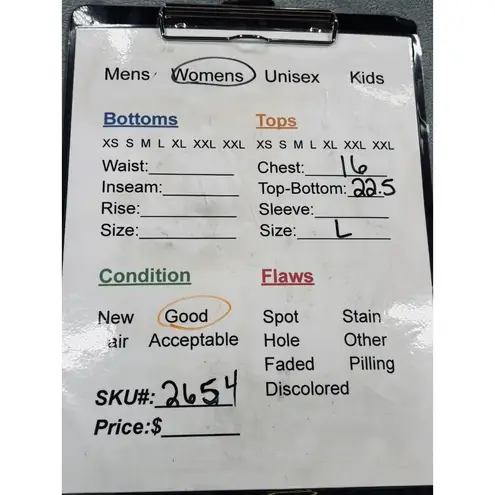 Mens Womens Unisex Kids
Bottoms Tops
XS S M L XL XXL XXL XS S M L XL XXL XXL
Waist: Chest: 16
Inseam: Top-Bottom: 22.5
Rise: Sleeve:
Size: Size: L
Condition Flaws
New Good Spot Stain
air Acceptable Hole Other
Faded Pilling
SKU#: 2654 Discolored
Price:$